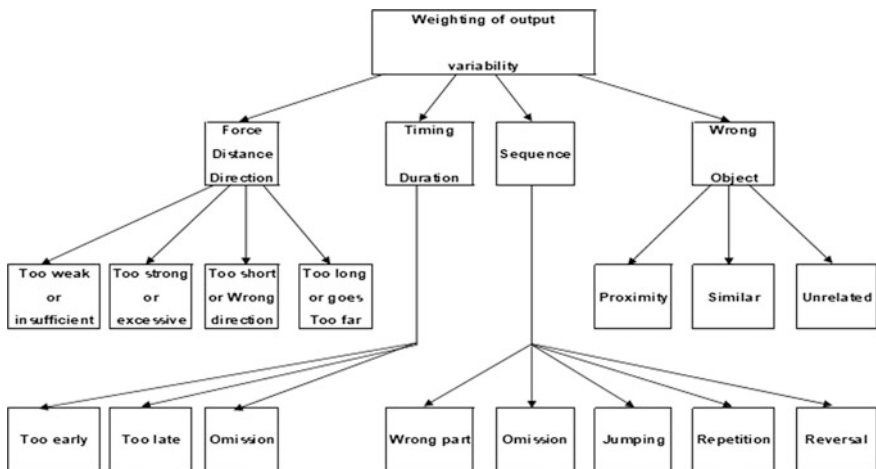 Weighting of output
variability
Force
Distance
Direction
Timing
Duration
Sequence
Wrong
Object
Too weak
or
insufficient
Too strong
or
excessive
Too short
or Wrong
direction
Too long
or goes
Too far
Proximity
Similar
Unrelated
Too early
Too late
Omission
Wrong part
Omission
Jumping
Repetition
Reversal